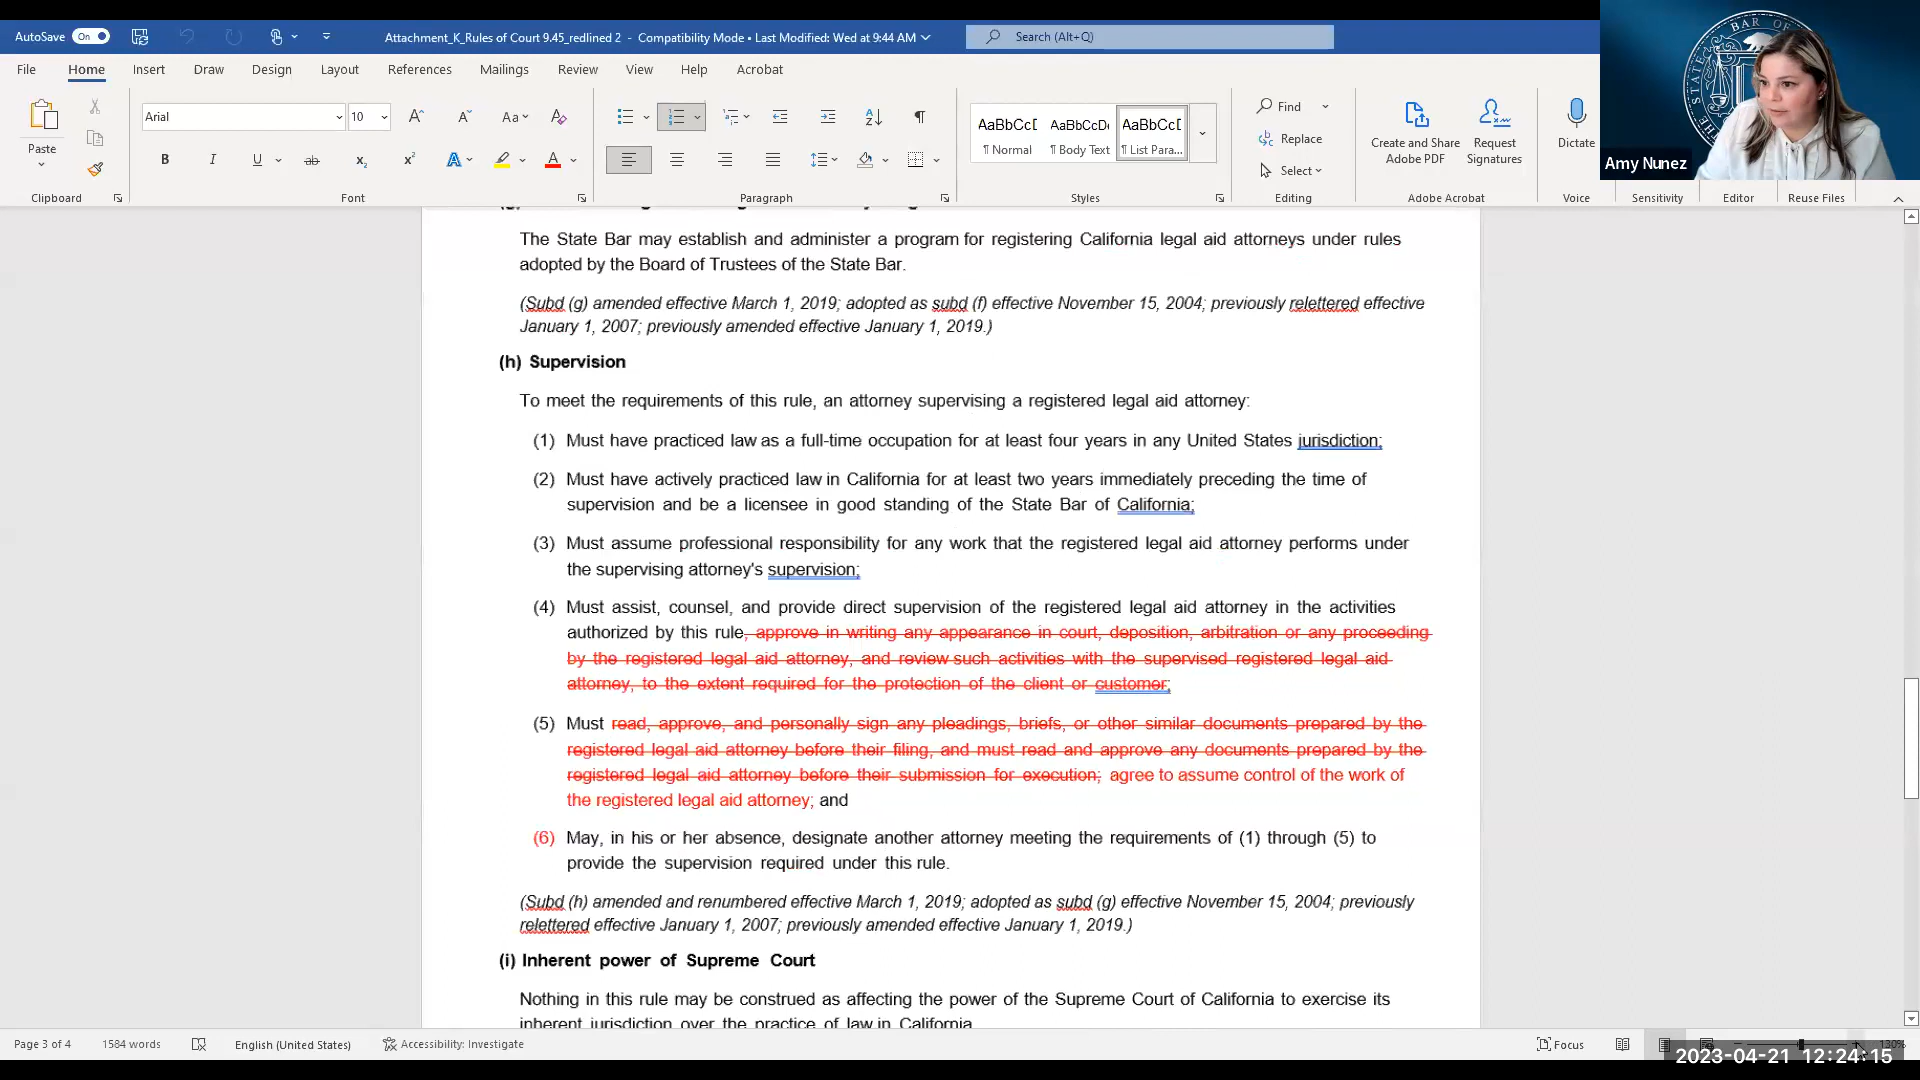 AutoSave On Attachment_K_Rules of Court 9.45_redlined 2 - Compatibility Mode • Last Modified: Wed at 9:44 AM Search (Alt+Q)
File Home Insert Draw Design Layout References Mailings Review View Help Acrobat
Paste
Clipboard
Arial 10
Font
Paragraph
AaBbCcD AaBbCcDc AaBbCcD
¶ Normal ¶ Body Text ¶ List Para...
Styles
Find
Replace
Select
Editing
Create and Share
Adobe PDF
Request
Signatures
Adobe Acrobat
Dictate
Voice
Sensitivity
Editor
Reuse Files
Amy Nunez
The State Bar may establish and administer a program for registering California legal aid attorneys under rules
adopted by the Board of Trustees of the State Bar.
(Subd (g) amended effective March 1, 2019; adopted as subd (f) effective November 15, 2004; previously relettered effective
January 1, 2007; previously amended effective January 1, 2019.)
(h) Supervision
To meet the requirements of this rule, an attorney supervising a registered legal aid attorney:
(1) Must have practiced law as a full-time occupation for at least four years in any United States jurisdiction;
(2) Must have actively practiced law in California for at least two years immediately preceding the time of
supervision and be a licensee in good standing of the State Bar of California;
(3) Must assume professional responsibility for any work that the registered legal aid attorney performs under
the supervising attorney's supervision;
(4) Must assist, counsel, and provide direct supervision of the registered legal aid attorney in the activities
authorized by this rule, approve in writing any appearance in court, deposition, arbitration or any proceeding
by the registered legal aid attorney, and review such activities with the supervised registered legal aid
attorney, to the extent required for the protection of the client or customer;
(5) Must read, approve, and personally sign any pleadings, briefs, or other similar documents prepared by the
registered legal aid attorney before their filing, and must read and approve any documents prepared by the
registered legal aid attorney before their submission for execution; agree to assume control of the work of
the registered legal aid attorney; and
(6) May, in his or her absence, designate another attorney meeting the requirements of (1) through (5) to
provide the supervision required under this rule.
(Subd (h) amended and renumbered effective March 1, 2019; adopted as subd (g) effective November 15, 2004; previously
relettered effective January 1, 2007; previously amended effective January 1, 2019.)
(i) Inherent power of Supreme Court
Nothing in this rule may be construed as affecting the power of the Supreme Court of California to exercise its
inherent jurisdiction over the practice of law in California.
Page 3 of 4 1584 words English (United States) Accessibility: Investigate Focus 130%
2023-04-21 12:24:15